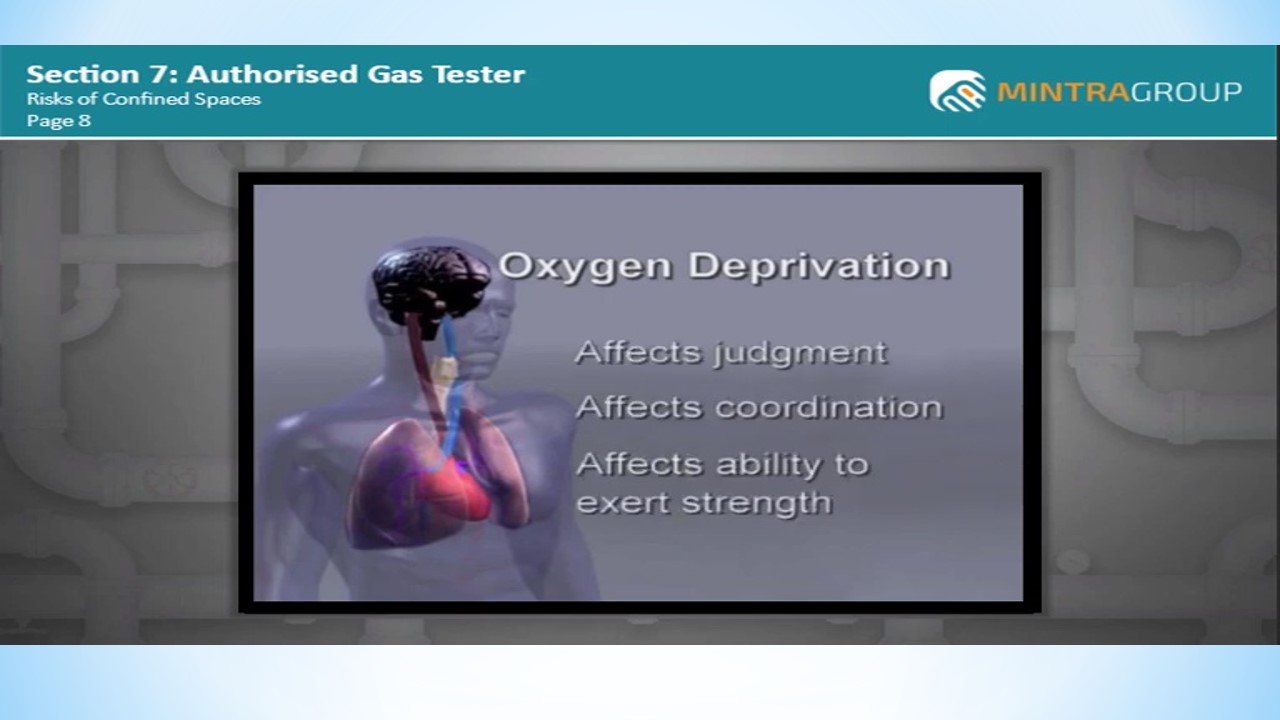 Section 7: Authorised Gas Tester
Risks of Confined Spaces
Page 8
MINTRAGROUP
Oxygen Deprivation
Affects judgment
Affects coordination
Affects ability to
exert strength